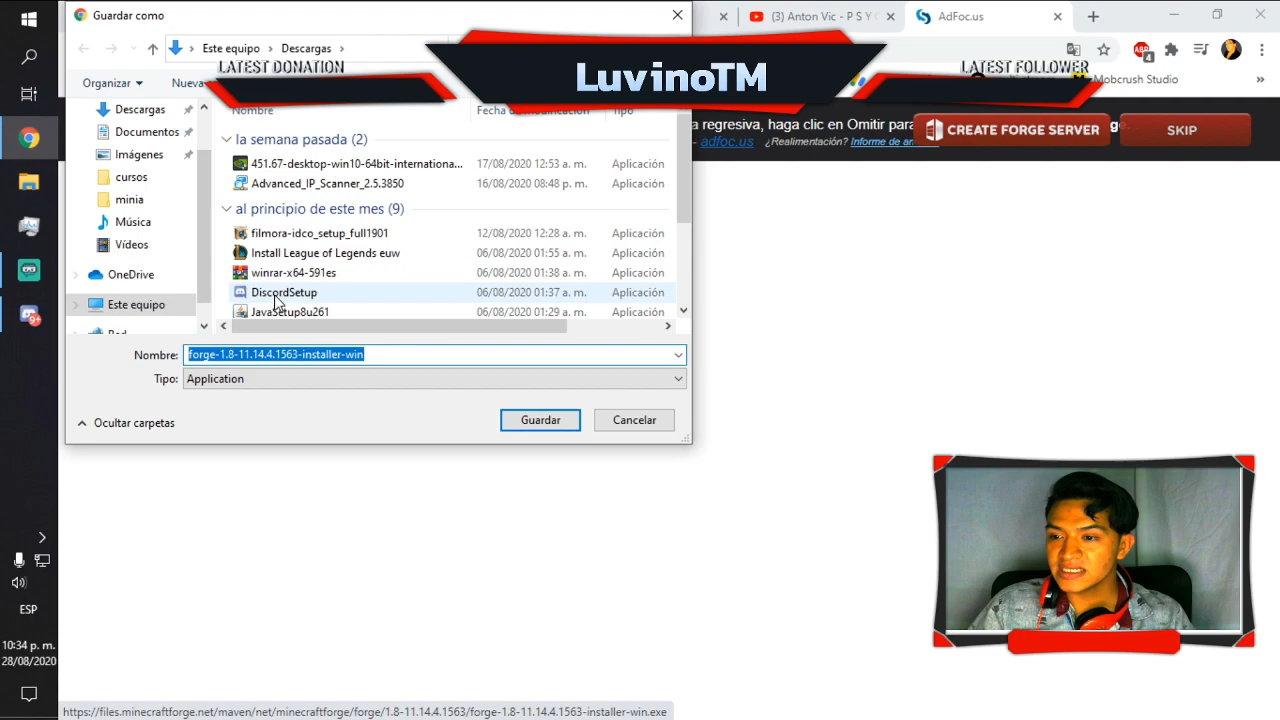 Guardar como
(3) Anton Vic - P S Y C
AdFoc.us
Este equipo
Descargas
Mobcrush Studio
»
LATEST DONATION
LuvinoTM
LATEST FOLLOWER
Organizar
Nueva
Nombre
Fecha de modificación
Tipo
Descargas
Documentos
Imágenes
cursos
minia
Música
Vídeos
OneDrive
Este equipo
Red
la semana pasada (2)
451.67-desktop-win10-64bit-internationa... 17/08/2020 12:53 a. m. Aplicación
Advanced_IP_Scanner_2.5.3850 16/08/2020 08:48 p. m. Aplicación
al principio de este mes (9)
filmora-idco_setup_full1901 12/08/2020 12:28 a. m. Aplicación
Install League of Legends euw 06/08/2020 01:55 a. m. Aplicación
winrar-x64-591es 06/08/2020 01:38 a. m. Aplicación
DiscordSetup 06/08/2020 01:37 a. m. Aplicación
JavaSetup8u261 06/08/2020 01:29 a. m. Aplicación
Nombre: forge-1.8-11.14.4.1563-installer-win
Tipo: Application
Ocultar carpetas
Guardar
Cancelar
a regresiva, haga clic en Omitir para
- adfoc.us ¿Realimentación? Informe de
CREATE FORGE SERVER
SKIP
ESP
10:34 p. m.
28/08/2020
https://files.minecraftforge.net/maven/net/minecraftforge/forge/1.8-11.14.4.1563/forge-1.8-11.14.4.1563-installer-win.exe